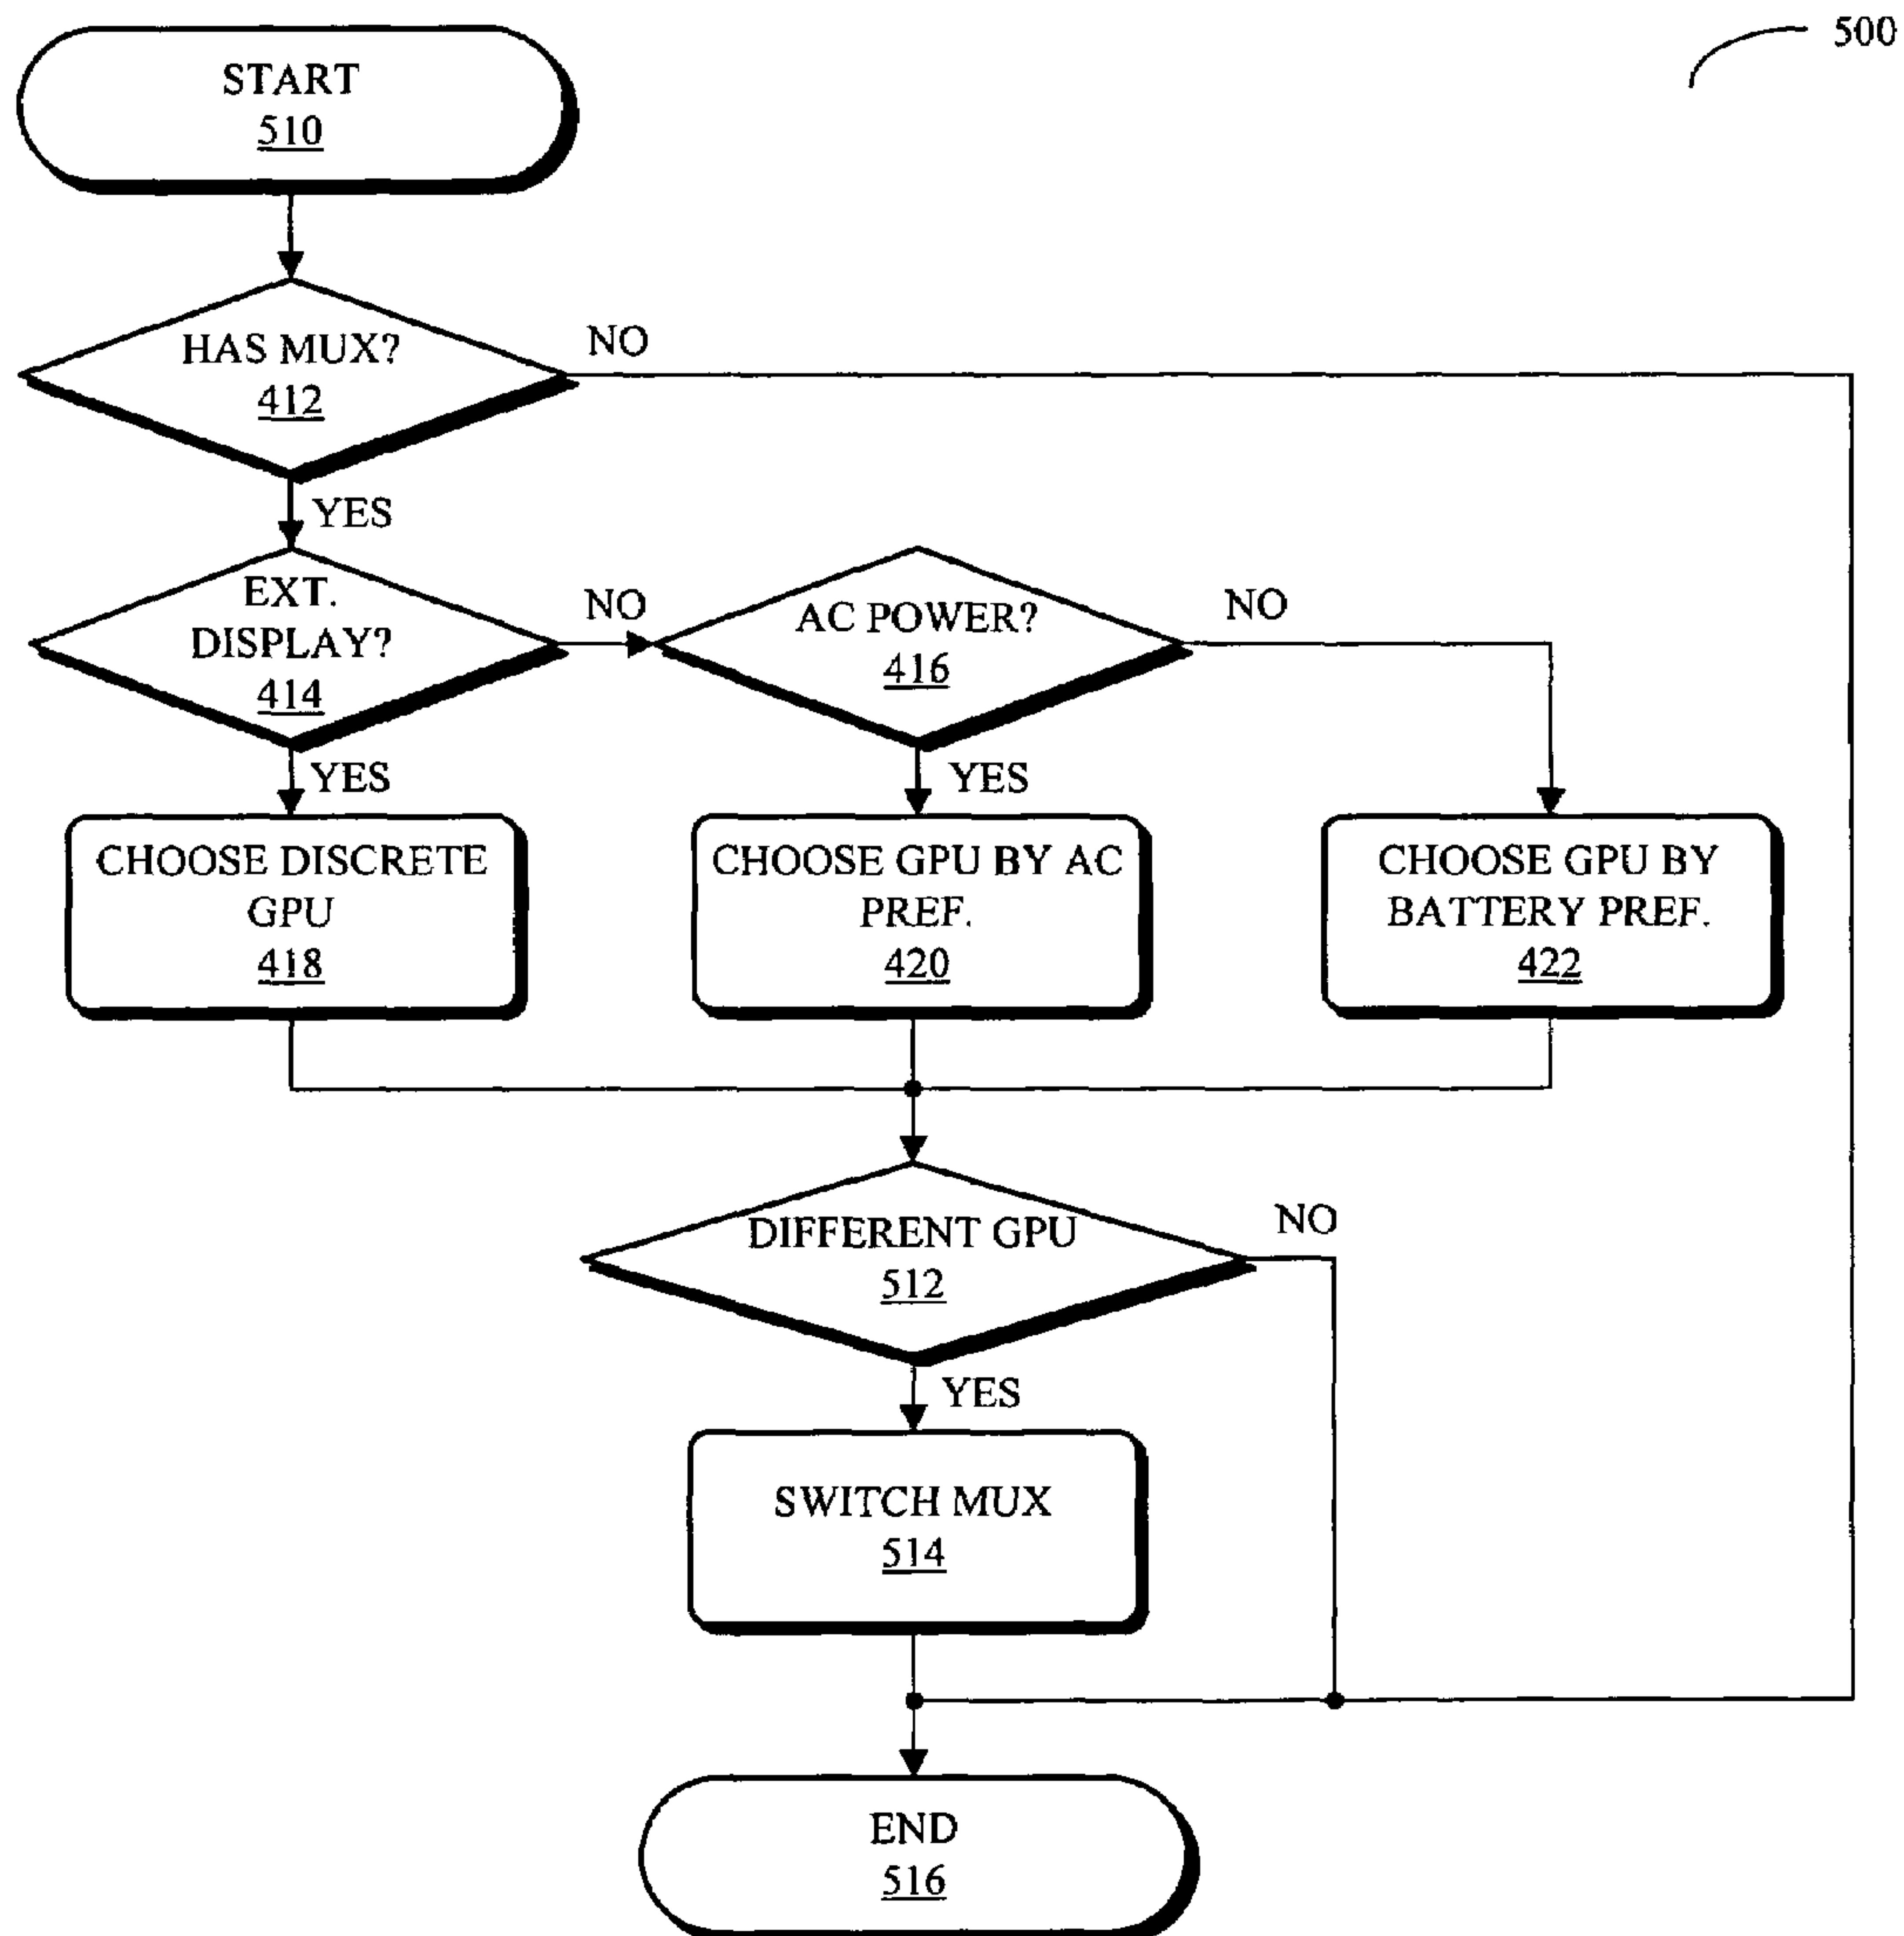 500
START
510
HAS MUX?
412
NO
YES
EXT.
DISPLAY?
414
NO
AC POWER?
416
NO
YES
YES
CHOOSE DISCRETE
GPU
418
CHOOSE GPU BY AC
PREF.
420
CHOOSE GPU BY
BATTERY PREF.
422
DIFFERENT GPU
512
NO
YES
SWITCH MUX
514
END
516